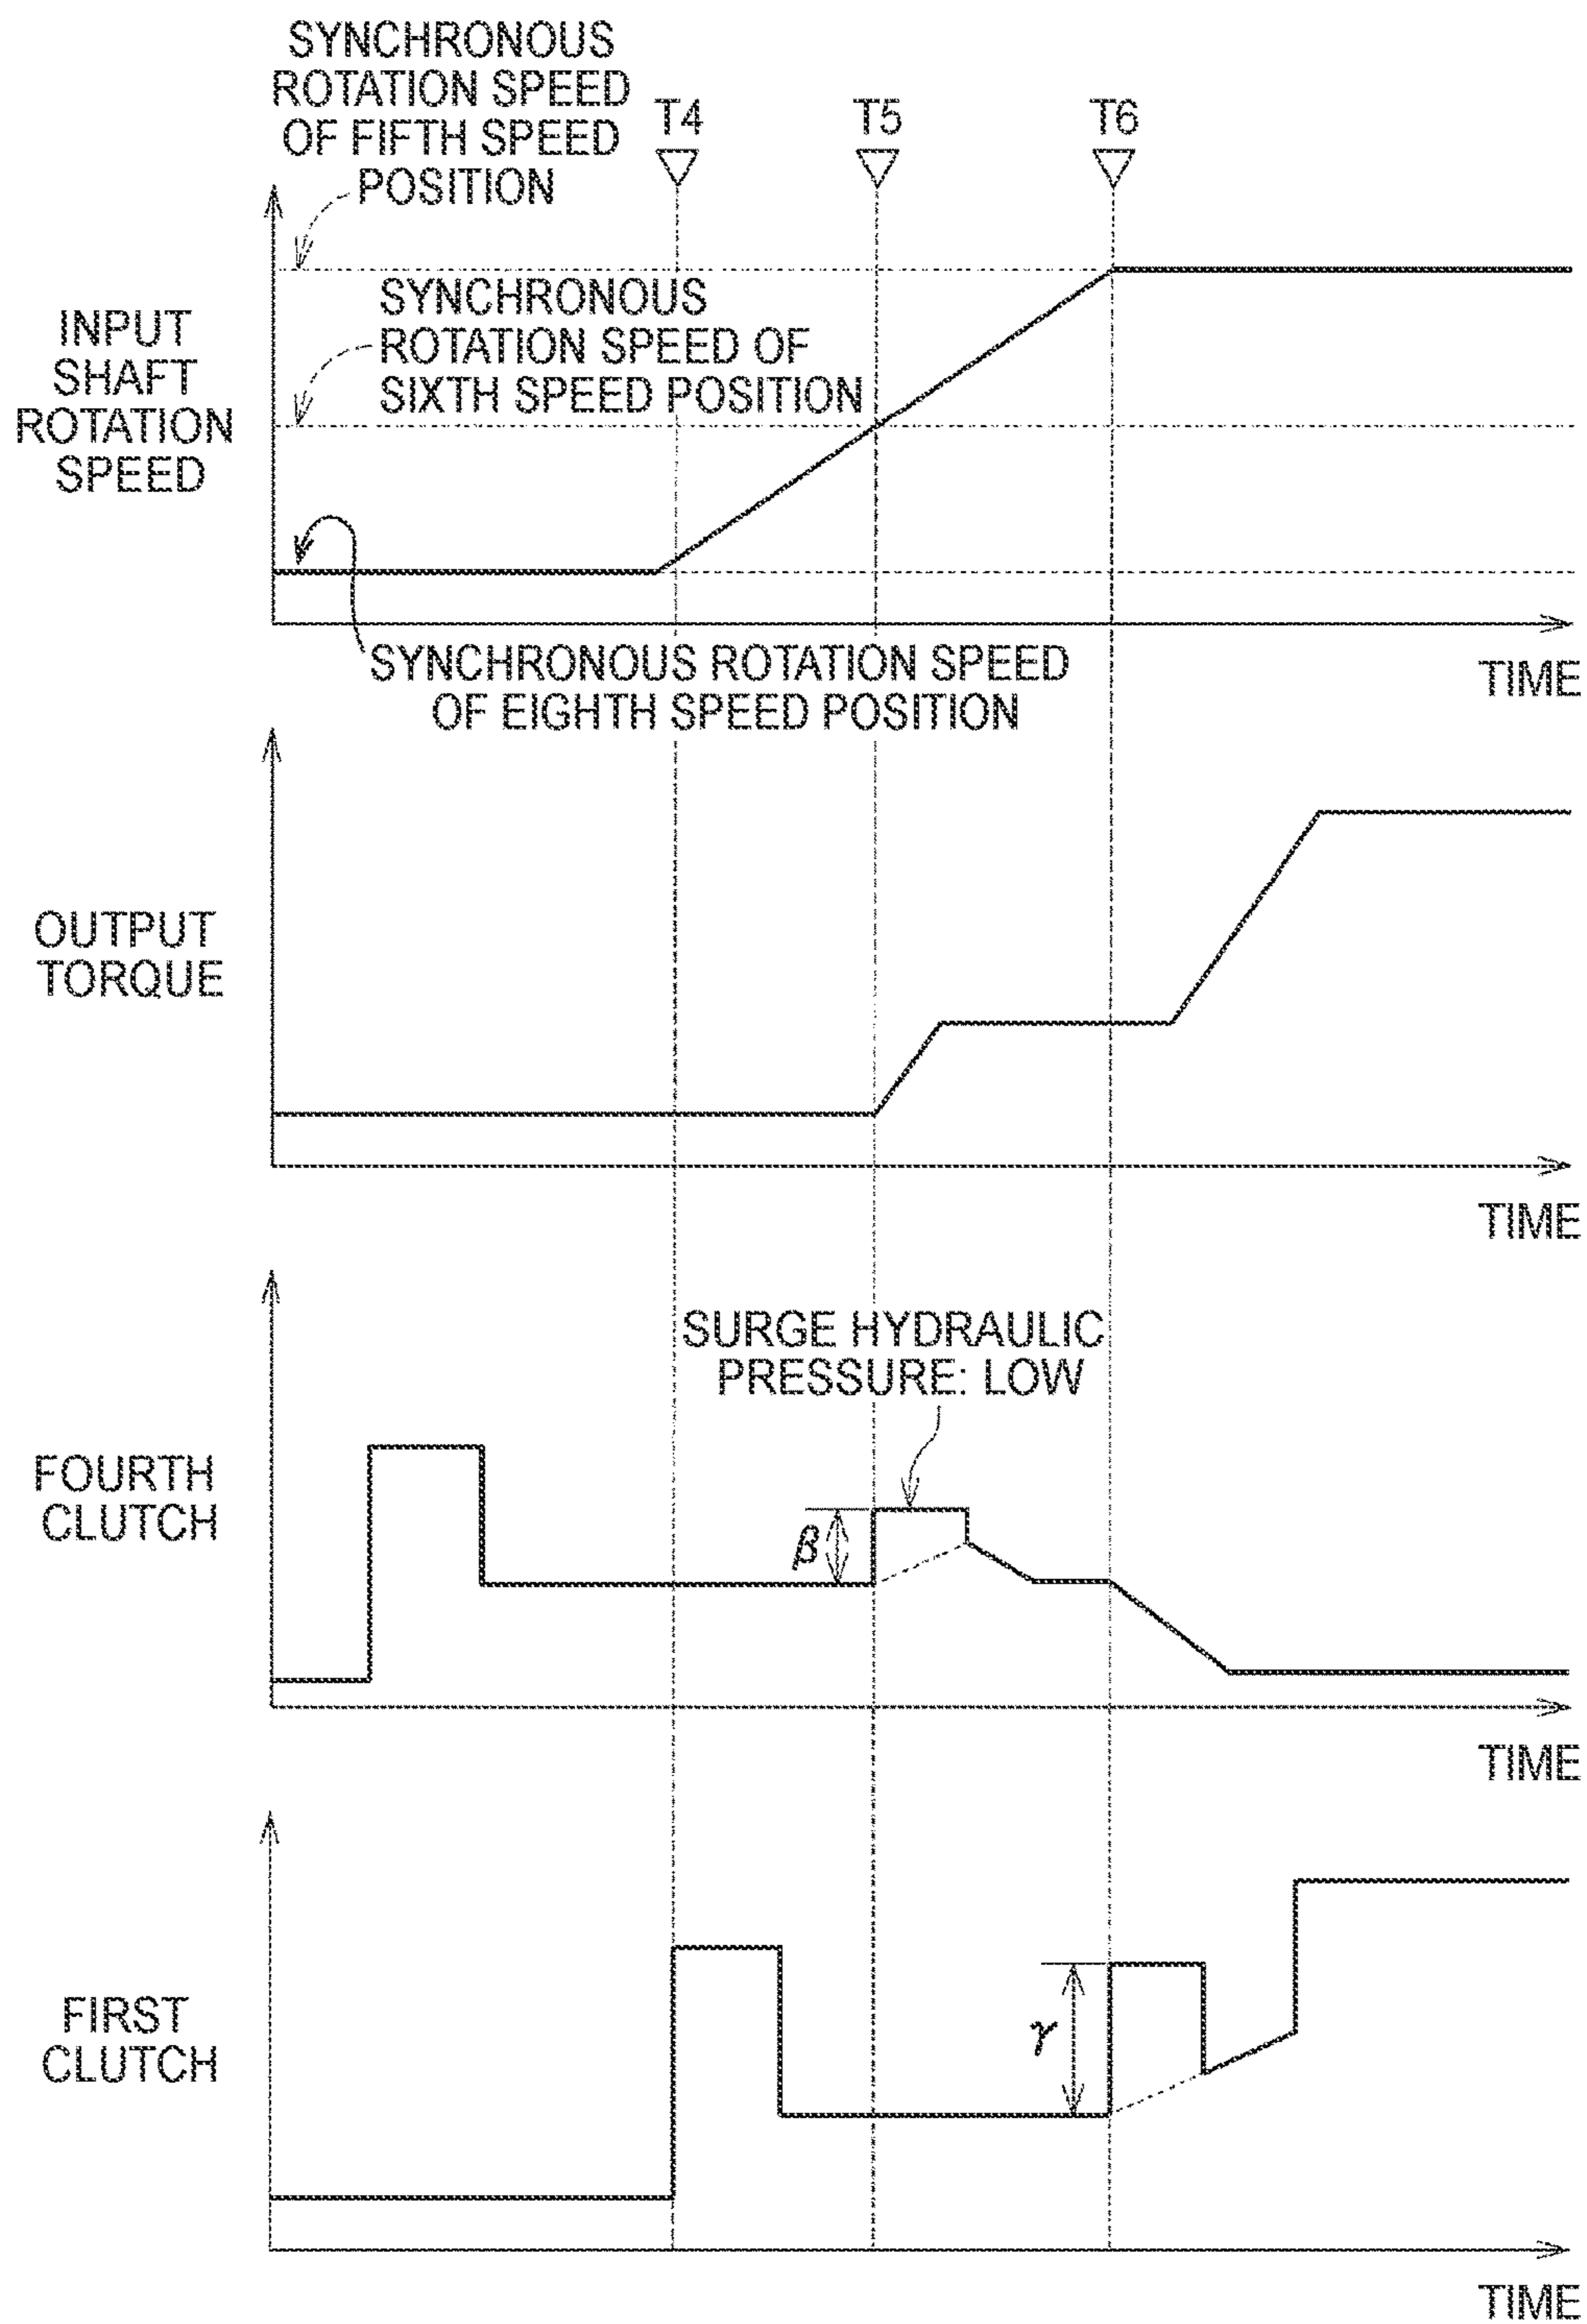 SYNCHRONOUS
ROTATION SPEED
OF FIFTH SPEED
POSITION
T4
T5
T6
SYNCHRONOUS
ROTATION SPEED OF
SIXTH SPEED POSITION
INPUT
SHAFT
ROTATION
SPEED
SYNCHRONOUS ROTATION SPEED
OF EIGHTH SPEED POSITION
TIME
OUTPUT
TORQUE
TIME
SURGE HYDRAULIC
PRESSURE: LOW
FOURTH
CLUTCH
β
TIME
FIRST
CLUTCH
γ
TIME